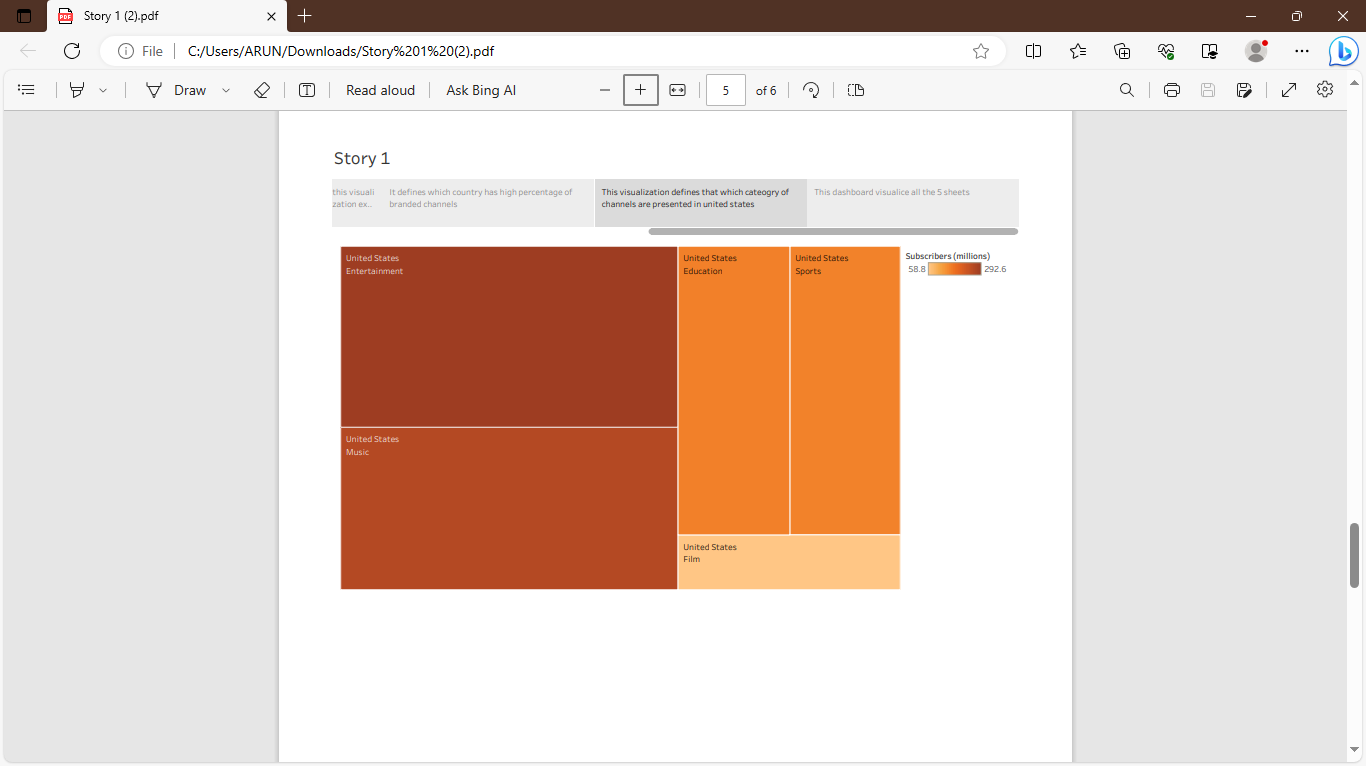 Story 1 (2).pdf
File
C:/Users/ARUN/Downloads/Story%201%20(2).pdf
Draw
Read aloud
Ask Bing AI
5
of 6
Story 1
this visuali
zation ex..
It defines which country has high percentage of
branded channels
This visualization defines that which cateogry of
channels are presented in united states
This dashboard visualice all the 5 sheets
United States
Entertainment
United States
Music
United States
Education
United States
Sports
United States
Film
Subscribers (millions)
58.8
292.6